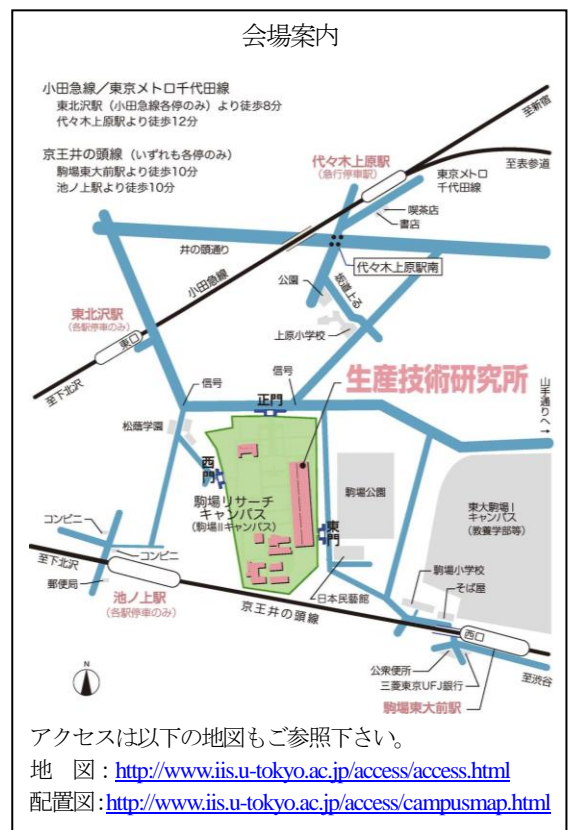 会場案内
小田急線／東京メトロ千代田線
東北沢駅（小田急線各停のみ）より徒歩8分
代々木上原駅より徒歩12分
京王井の頭線（いずれも各停のみ）
駒場東大前駅より徒歩10分
池ノ上駅より徒歩10分
至新宿
代々木上原駅
（急行停車駅）
至表参道
東京メトロ
千代田線
喫茶店
書店
井の頭通り
代々木上原駅南
小田急線
公園
坂道上る
東北沢駅
（各駅停車のみ）
東口
上原小学校
至下北沢
信号
信号
生産技術研究所
山手通りへ→
正門
松蔭学園
西門
駒場リサーチ
キャンパス
（駒場Ⅱキャンパス）
駒場公園
東大駒場Ⅰ
キャンパス
（教養学部等）
東門
コンビニ
コンビニ
至下北沢
郵便局
池ノ上駅
（各駅停車のみ）
京王井の頭線
日本民藝館
駒場小学校
そば屋
西口
公衆便所
三菱東京UFJ銀行
至渋谷
駒場東大前駅
N
アクセスは以下の地図もご参照下さい。
地　図：http://www.iis.u-tokyo.ac.jp/access/access.html
配置図：http://www.iis.u-tokyo.ac.jp/access/campusmap.html